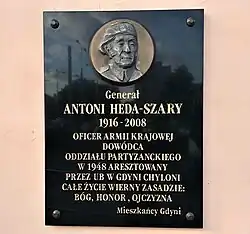 Generał
ANTONI HEDA-SZARY
1916-2008
OFICER ARMII KRAJOWEJ
DOWÓDCA
ODDZIAŁU PARTYZANCKIEGO
W 1948 ARESZTOWANY
PRZEZ UB W GDYNI CHYLONI
CAŁE ŻYCIE WIERNY ZASADZIE:
BÓG, HONOR, OJCZYZNA
Mieszkańcy Gdyni